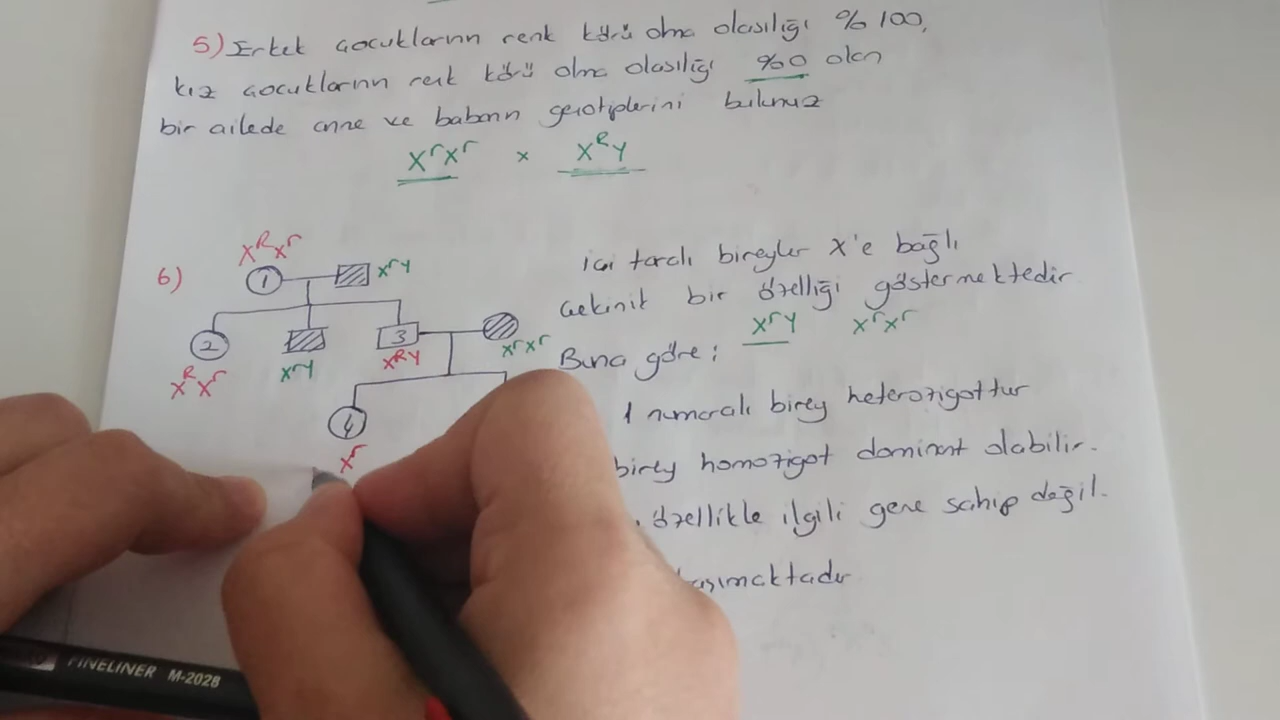 5) Erkek çocukların renk körü olma olasılığı %100,
kız çocukların renk körü olma olasılığı %0 olan
bir ailede anne ve babanın genotiplerini bulunuz
XʳXʳ x XᴿY
6)
XᴿXʳ
1
XʳY
2
3
XᴿXʳ
XʳY
XᴿY
XʳXʳ
4
Xʳ
içi taralı bireyler X'e bağlı
çekinik bir özelliği göstermektedir
XʳY XʳXʳ
Buna göre:
1 numaralı birey heterozigottur
birey homozigot dominant olabilir.
özellikle ilgili gene sahip değil.
FINELINER M-2028